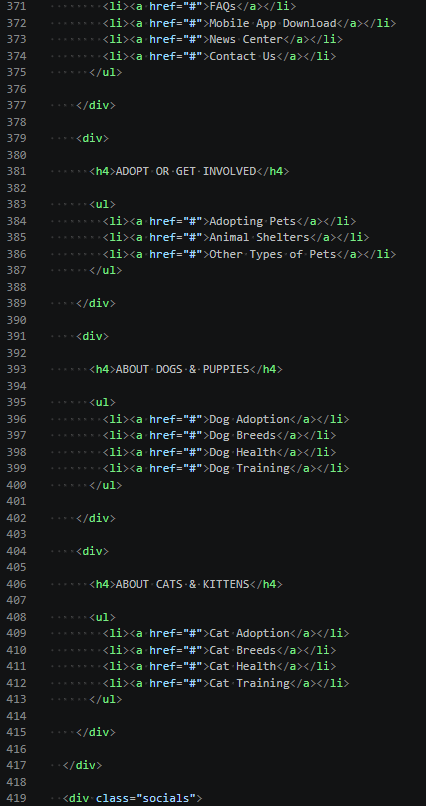 371 <li><a href="#">FAQs</a></li>
372 <li><a href="#">Mobile App Download</a></li>
373 <li><a href="#">News Center</a></li>
374 <li><a href="#">Contact Us</a></li>
375 </ul>
376
377 </div>
378
379 <div>
380
381 <h4>ADOPT OR GET INVOLVED</h4>
382
383 <ul>
384 <li><a href="#">Adopting Pets</a></li>
385 <li><a href="#">Animal Shelters</a></li>
386 <li><a href="#">Other Types of Pets</a></li>
387 </ul>
388
389 </div>
390
391 <div>
392
393 <h4>ABOUT DOGS & PUPPIES</h4>
394
395 <ul>
396 <li><a href="#">Dog Adoption</a></li>
397 <li><a href="#">Dog Breeds</a></li>
398 <li><a href="#">Dog Health</a></li>
399 <li><a href="#">Dog Training</a></li>
400 </ul>
401
402 </div>
403
404 <div>
405
406 <h4>ABOUT CATS & KITTENS</h4>
407
408 <ul>
409 <li><a href="#">Cat Adoption</a></li>
410 <li><a href="#">Cat Breeds</a></li>
411 <li><a href="#">Cat Health</a></li>
412 <li><a href="#">Cat Training</a></li>
413 </ul>
414
415 </div>
416
417 </div>
418
419 <div class="socials">